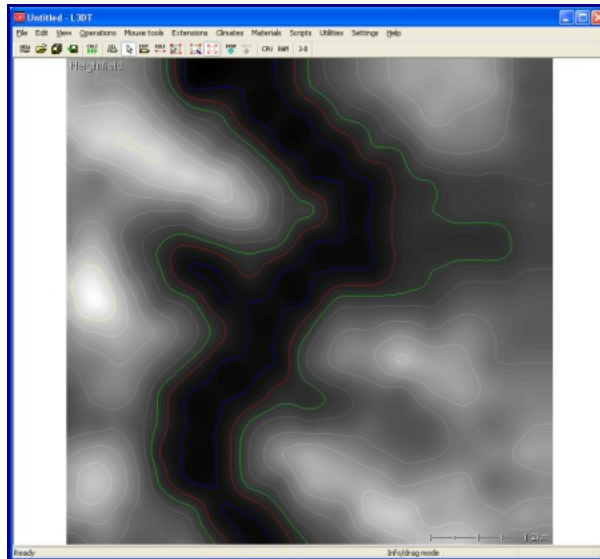 Untitled - L3DT
File Edit View Operations Mouse tools Extensions Climates Materials Scripts Utilities Settings Help
CPU RAM 3-D
Heightfield
2km
Ready Info/drag mode